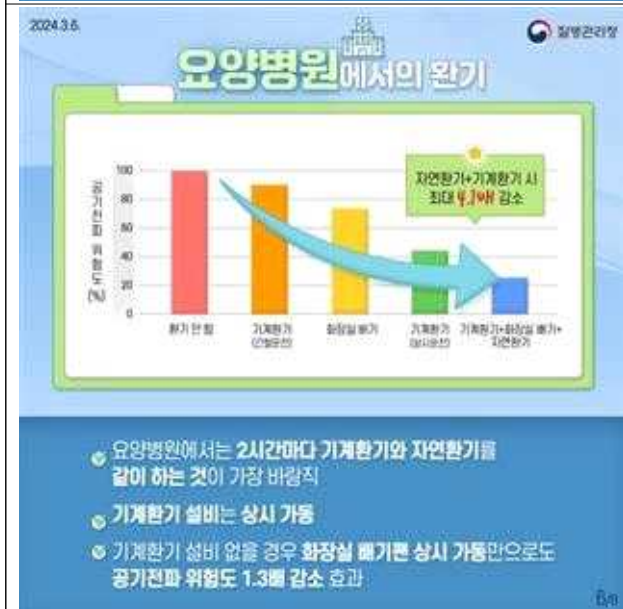 2024.3.6.
질병관리청
요양병원에서의 환기
공기전파 위험도 (%)
100
80
60
40
20
0
자연환기+기계환기 시
최대 감소
환기 안 함
기계환기
(간헐운전)
화장실 배기
기계환기
(상시운전)
기계환기+화장실 배기+
자연환기
요양병원에서는 2시간마다 기계환기와 자연환기를
같이 하는 것이 가장 바람직
기계환기 설비는 상시 가동
기계환기 설비 없을 경우 화장실 배기팬 상시 가동만으로도
공기전파 위험도 1.3배 감소 효과